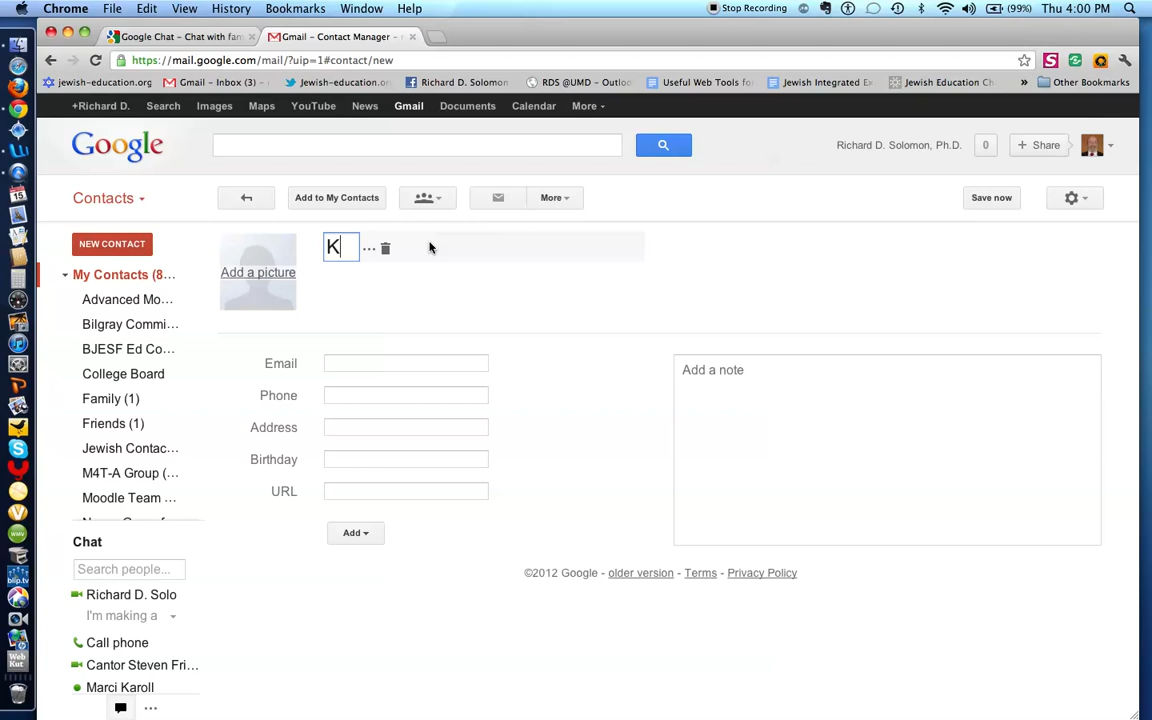 Chrome File Edit View History Bookmarks Window Help Stop Recording (99%) Thu 4:00 PM
Google Chat – Chat with fam Gmail – Contact Manager –
https://mail.google.com/mail/?uip=1#contact/new
jewish-education.org Gmail – Inbox (3) – Jewish-education.org Richard D. Solomon RDS @UMD – Outlo Useful Web Tools for Jewish Integrated Ex Jewish Education Ch » Other Bookmarks
+Richard D. Search Images Maps YouTube News Gmail Documents Calendar More
Google Richard D. Solomon, Ph.D. 0 + Share
Contacts Add to My Contacts More Save now
NEW CONTACT K
Add a picture
My Contacts (8...
Advanced Mo...
Bilgray Commi...
BJESF Ed Co...
College Board
Family (1)
Friends (1)
Jewish Contac...
M4T-A Group (...
Moodle Team ...
Email
Phone
Address
Birthday
URL
Add
Add a note
©2012 Google - older version - Terms - Privacy Policy
Chat
Search people...
Richard D. Solo
I'm making a
Call phone
Cantor Steven Fri...
Marci Karoll
blip.tv
Web
Kut